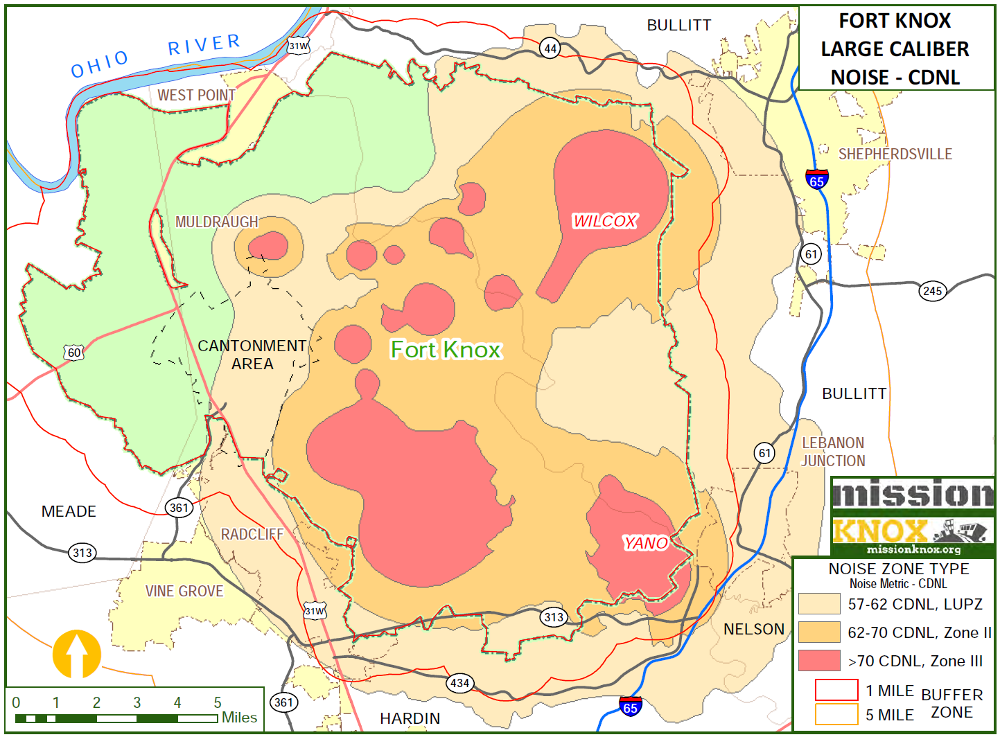 FORT KNOX
LARGE CALIBER
NOISE - CDNL
BULLITT
OHIO RIVER
31W
44
WEST POINT
SHEPHERDSVILLE
65
MULDRAUGH
WILCOX
61
245
60
CANTONMENT
AREA
Fort Knox
BULLITT
LEBANON
JUNCTION
61
MEADE
361
RADCLIFF
313
YANO
VINE GROVE
31W
313
NELSON
434
361
65
HARDIN
mission
KNOX
missionknox.org
NOISE ZONE TYPE
Noise Metric - CDNL
57-62 CDNL, LUPZ
62-70 CDNL, Zone II
>70 CDNL, Zone III
1 MILE
5 MILE
BUFFER
ZONE
0 1 2 3 4 5
Miles